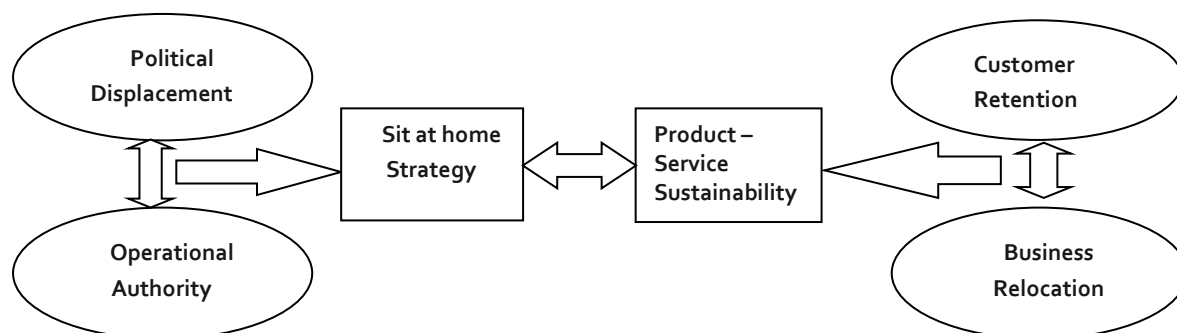 Political
Displacement
Operational
Authority
Sit at home
Strategy
Product –
Service
Sustainability
Customer
Retention
Business
Relocation